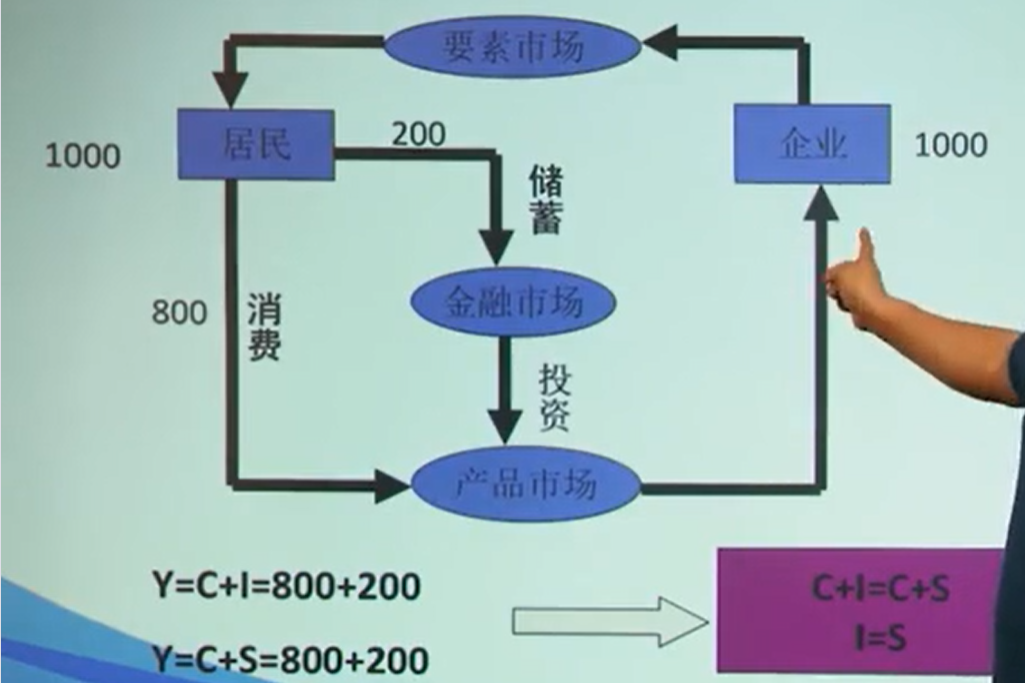 要素市场
1000
居民
200
企业
1000
储蓄
金融市场
800
消费
投资
产品市场
Y=C+I=800+200
Y=C+S=800+200
C+I=C+S
I=S